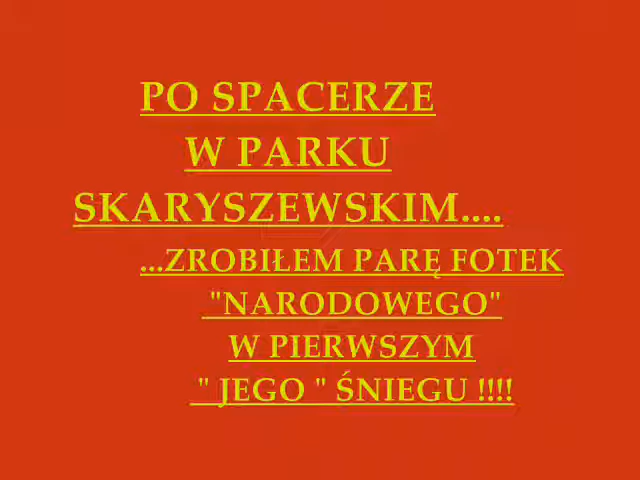 PO SPACERZE
W PARKU
SKARYSZEWSKIM....
...ZROBIŁEM PARĘ FOTEK
"NARODOWEGO"
W PIERWSZYM
" JEGO " ŚNIEGU !!!!